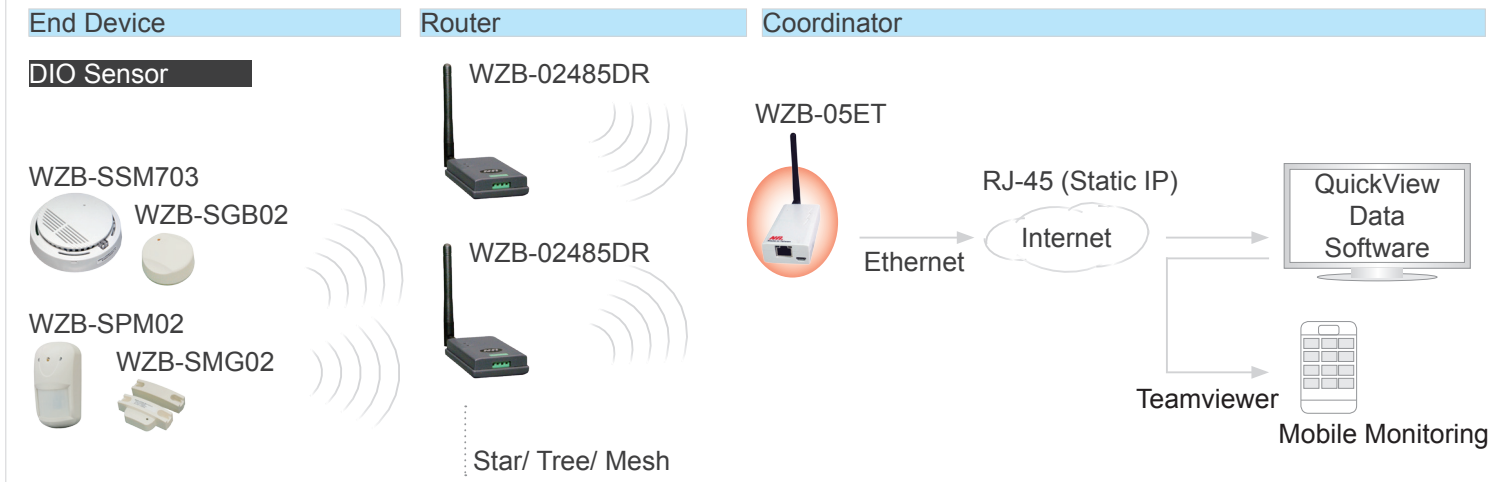 End Device
Router
Coordinator
DIO Sensor
WZB-02485DR
WZB-05ET
WZB-SSM703
WZB-SGB02
RJ-45 (Static IP)
Internet
Ethernet
QuickView
Data
Software
WZB-02485DR
WZB-SPM02
WZB-SMG02
Teamviewer
Mobile Monitoring
Star/ Tree/ Mesh